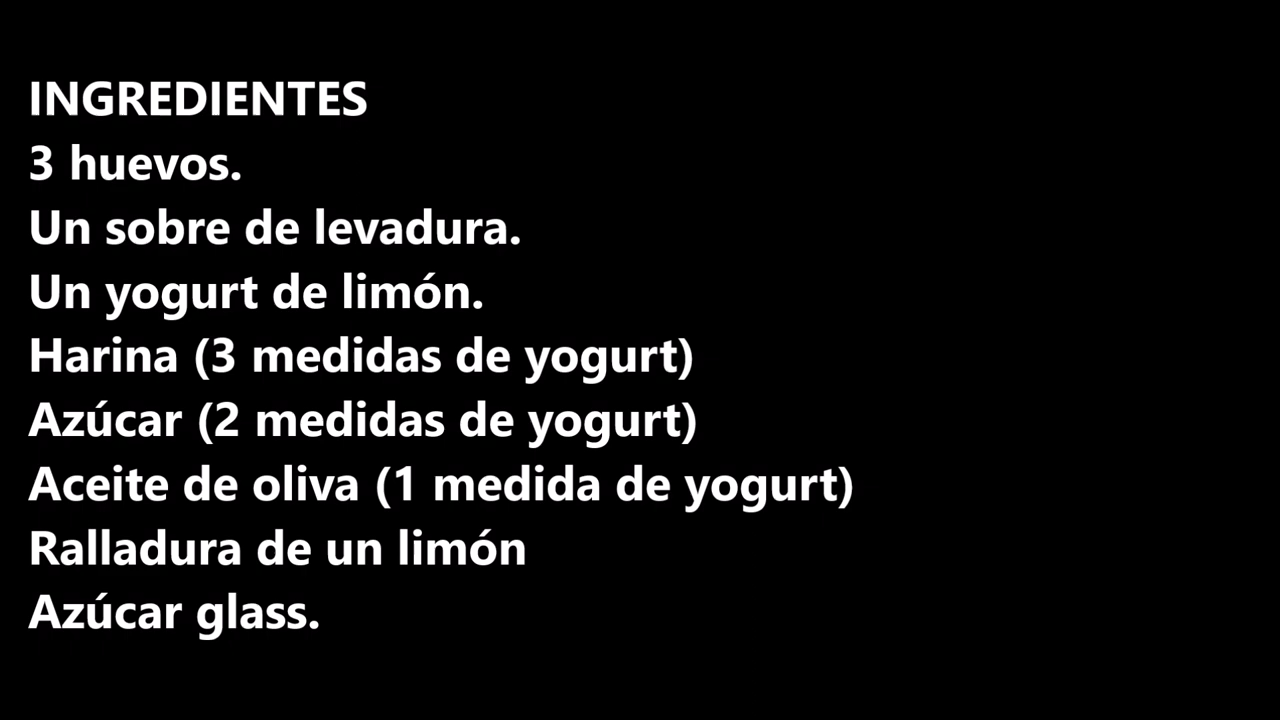 INGREDIENTES
3 huevos.
Un sobre de levadura.
Un yogurt de limón.
Harina (3 medidas de yogurt)
Azúcar (2 medidas de yogurt)
Aceite de oliva (1 medida de yogurt)
Ralladura de un limón
Azúcar glass.